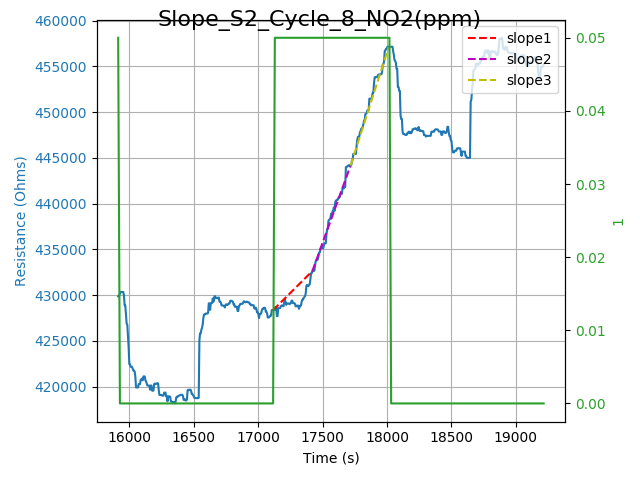 Slope_S2_Cycle_8_NO2(ppm)
460000
455000
450000
445000
440000
435000
430000
425000
420000
Resistance (Ohms)
slope1
slope2
slope3
0.05
0.04
0.03
0.02
0.01
0.00
1
16000 16500 17000 17500 18000 18500 19000
Time (s)